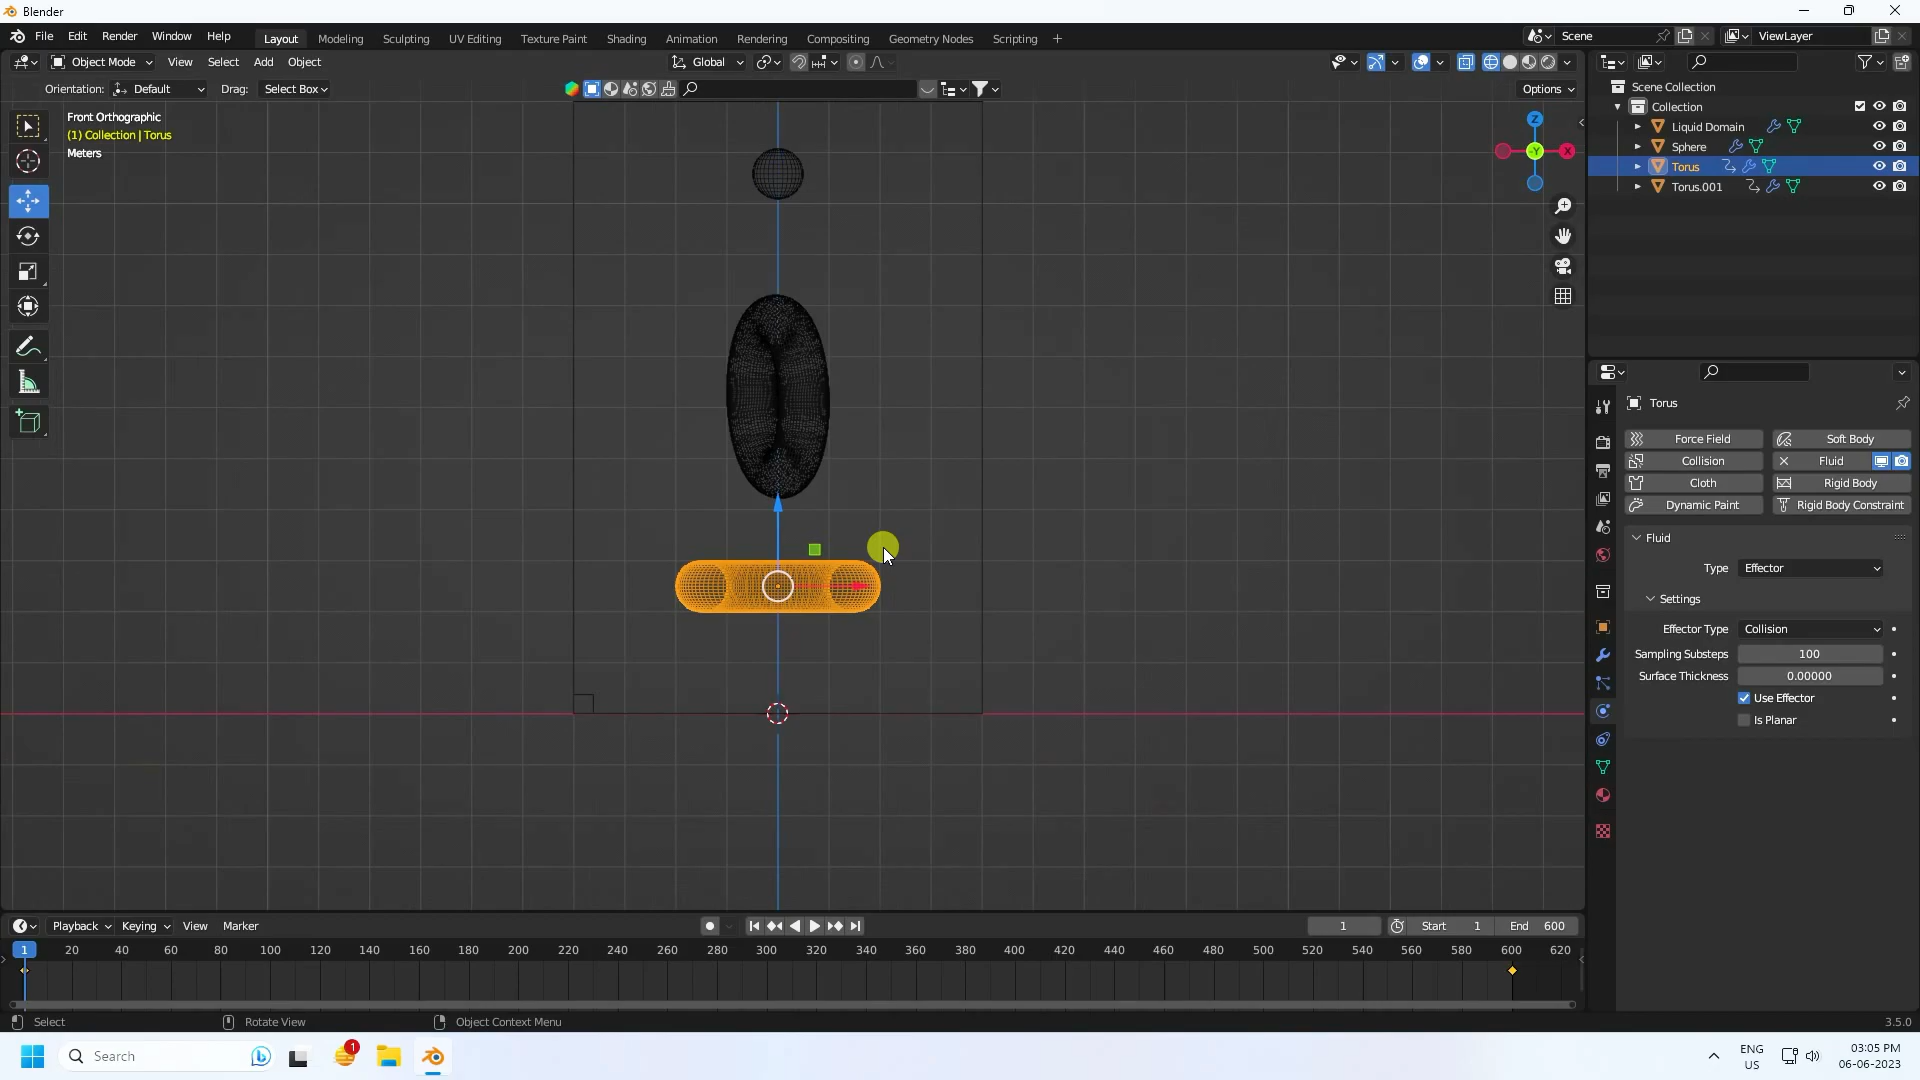 Blender
File Edit Render Window Help
Layout Modeling Sculpting UV Editing Texture Paint Shading Animation Rendering Compositing Geometry Nodes Scripting +
Scene
ViewLayer
Object Mode View Select Add Object
Global
Orientation: Default Drag: Select Box
Options
Front Orthographic
(1) Collection | Torus
Meters
Z
-Y
X
Scene Collection
Collection
Liquid Domain
Sphere
Torus
Torus.001
Torus
Force Field Soft Body
Collision Fluid
Cloth Rigid Body
Dynamic Paint Rigid Body Constraint
Fluid
Type Effector
Settings
Effector Type Collision
Sampling Substeps 100
Surface Thickness 0.00000
Use Effector
Is Planar
Playback Keying View Marker
1 Start 1 End 600
1 20 40 60 80 100 120 140 160 180 200 220 240 260 280 300 320 340 360 380 400 420 440 460 480 500 520 540 560 580 600 620
Select Rotate View Object Context Menu
3.5.0
Search
1
ENG
US
03:05 PM
06-06-2023